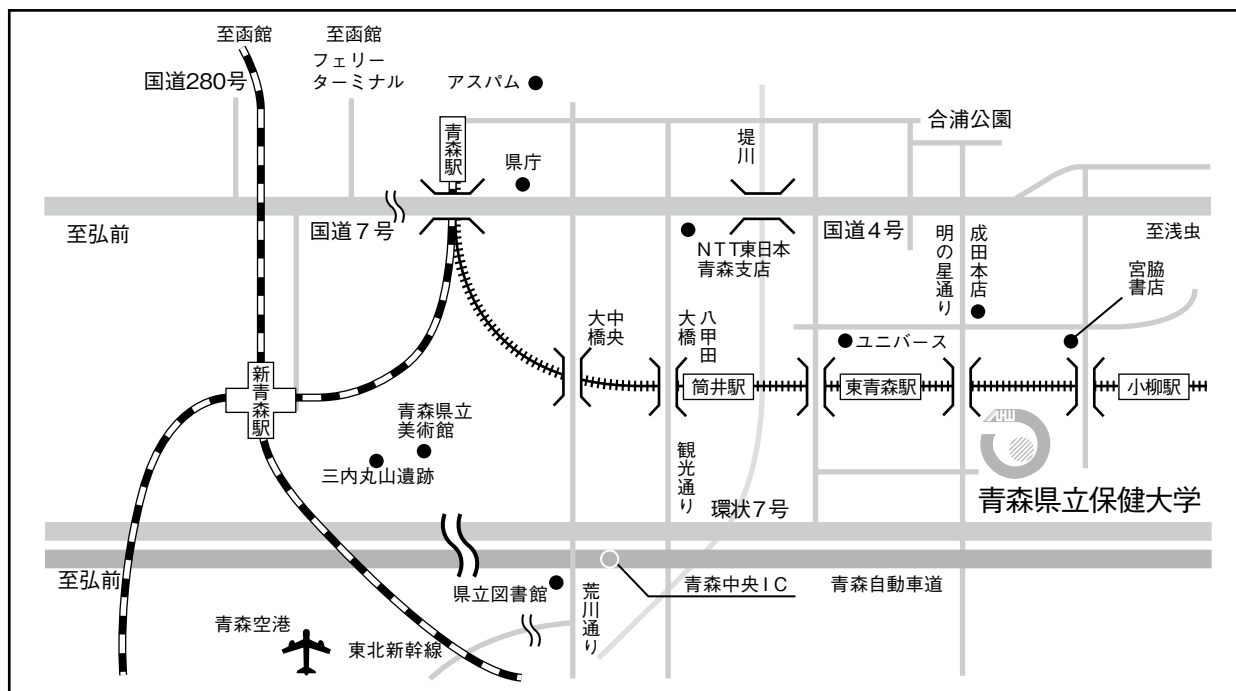 至函館
至函館
フェリー
ターミナル
国道280号
アスパム
青森駅
県庁
堤川
合浦公園
至弘前
国道7号
NTT東日本
青森支店
国道4号
明の星通り
成田本店
至浅虫
宮脇
書店
中央
大橋
八甲田
大橋
ユニバース
新青森駅
筒井駅
東青森駅
小柳駅
青森県立
美術館
三内丸山遺跡
観光通り
環状7号
青森県立保健大学
至弘前
県立図書館
荒川通り
青森中央IC
青森自動車道
青森空港
東北新幹線